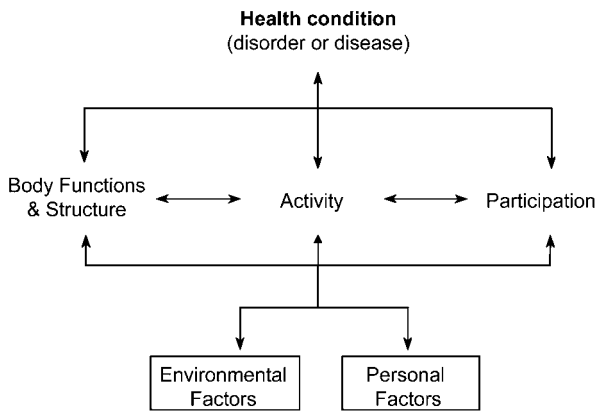 Health condition
(disorder or disease)
Body Functions
& Structure
Activity
Participation
Environmental
Factors
Personal
Factors